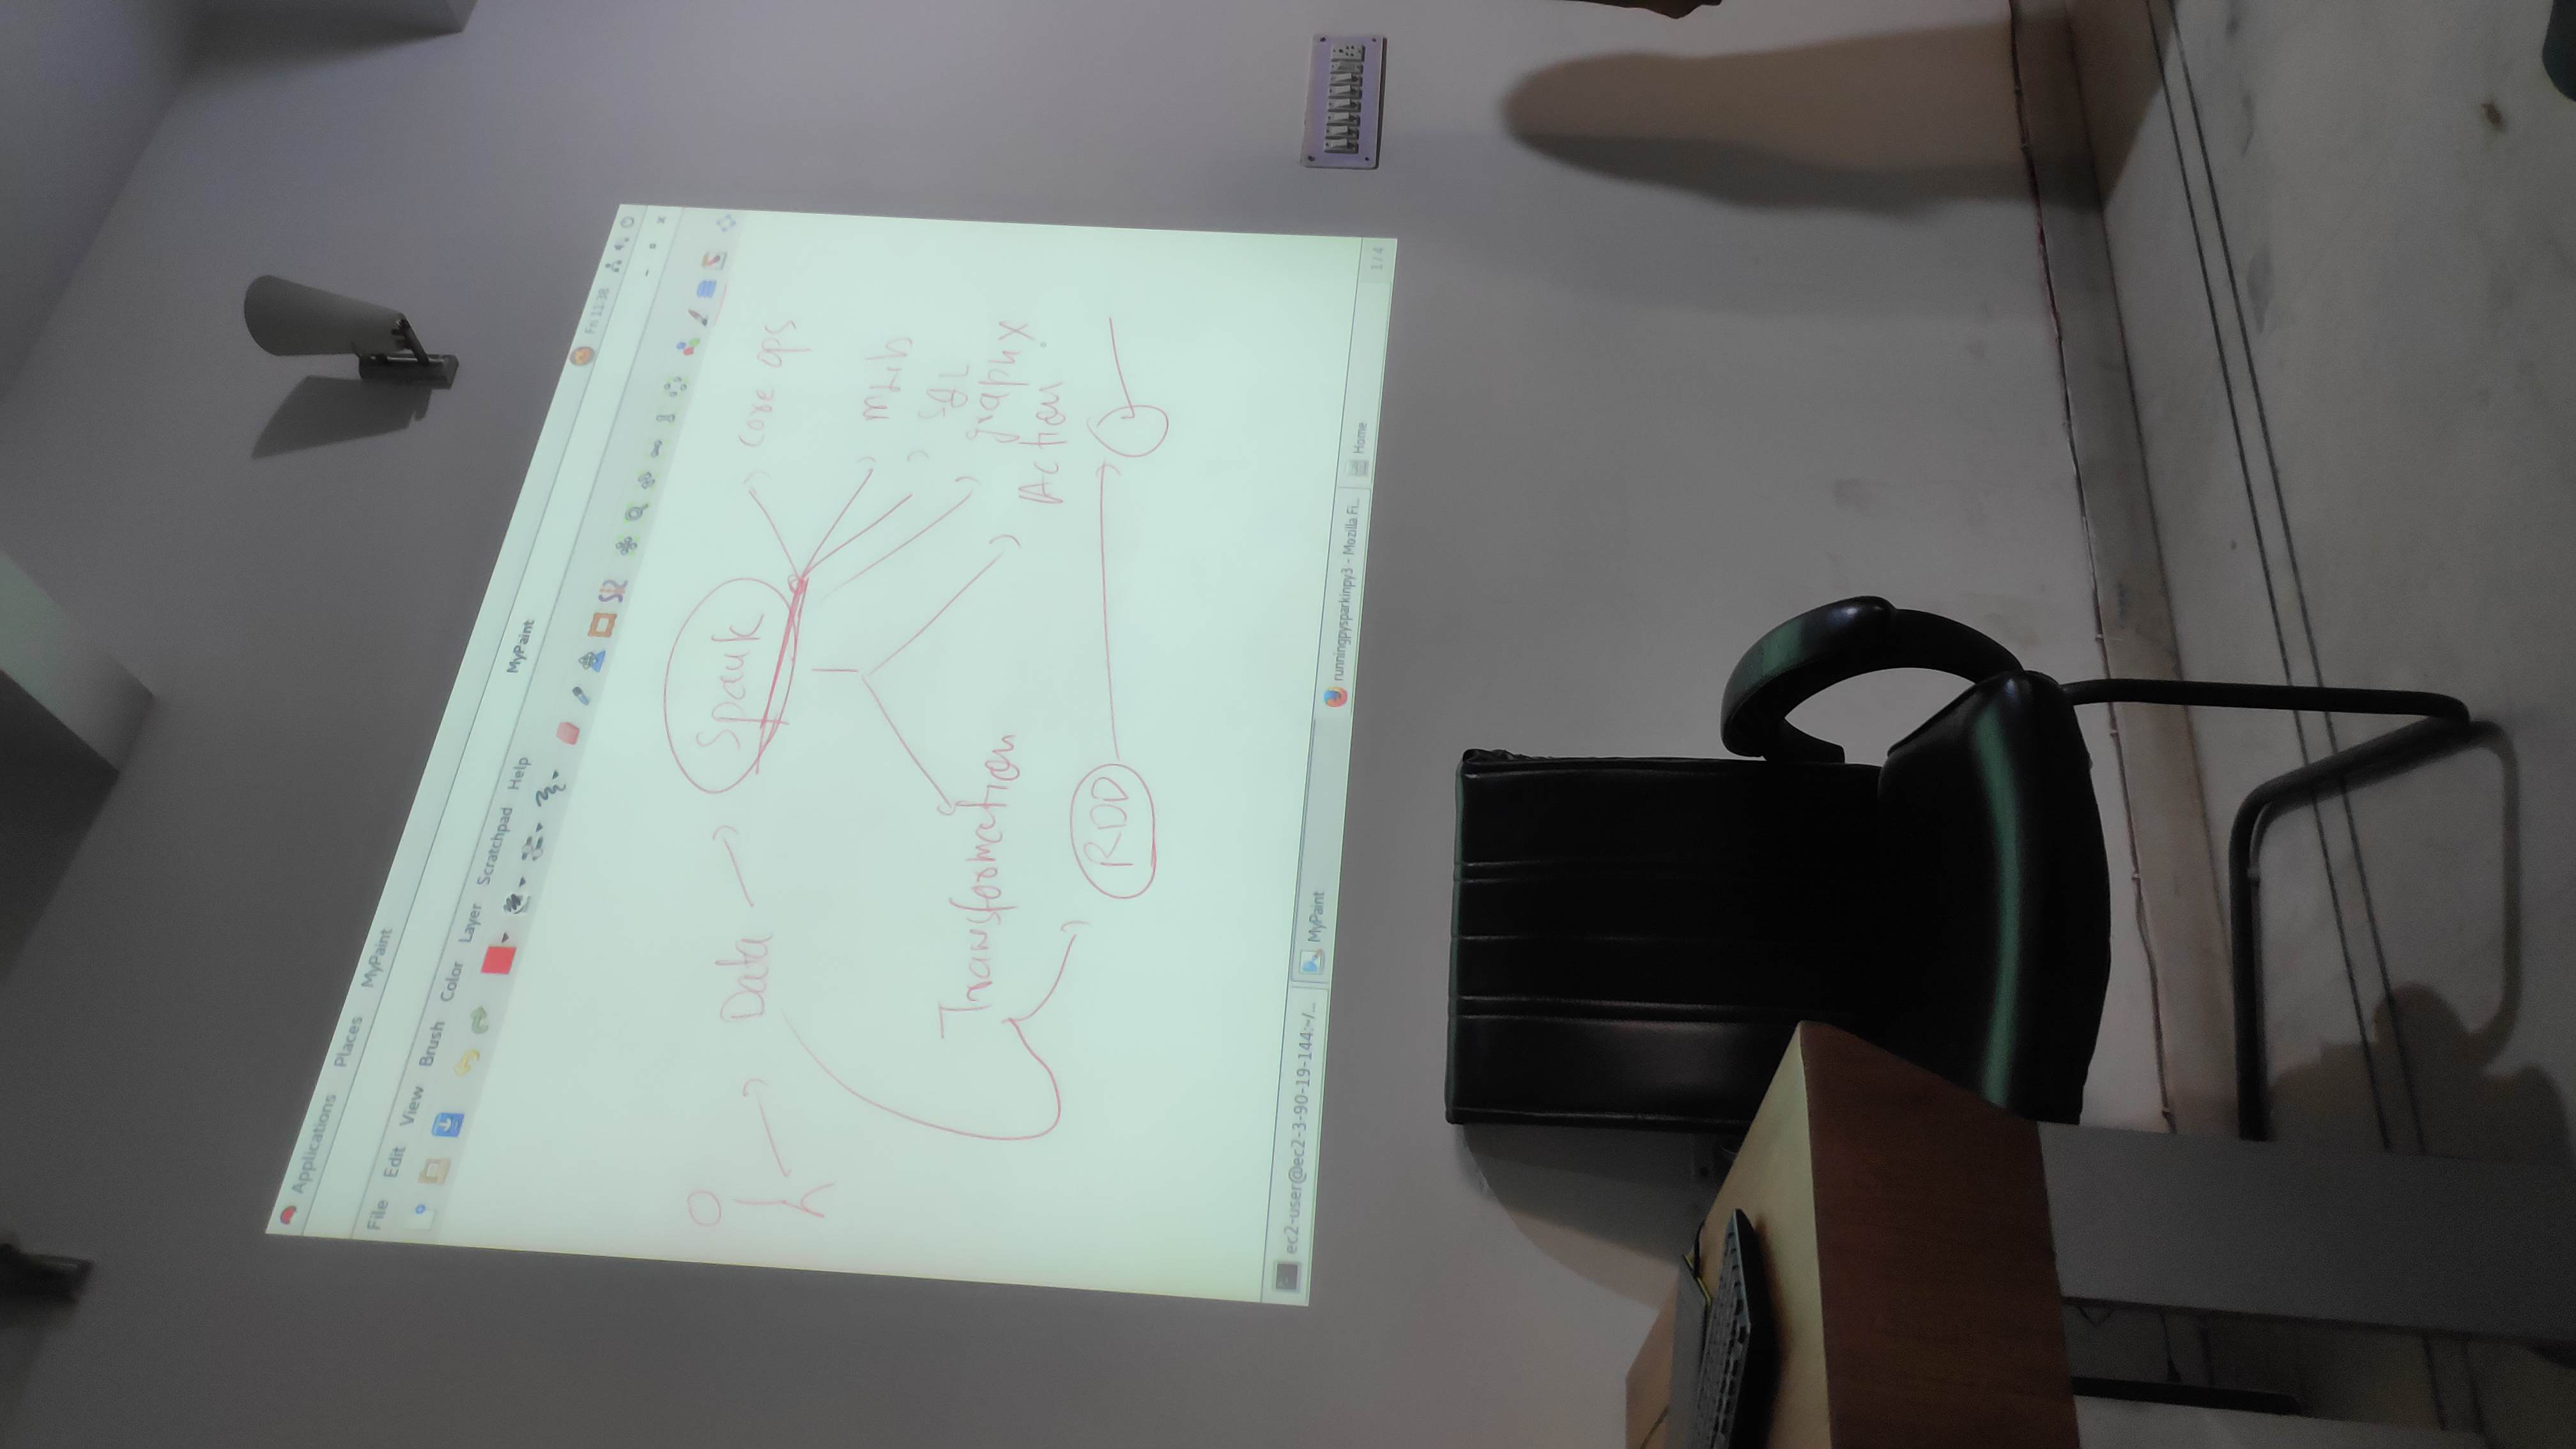 Applications Places MyPaint
MyPaint
Fri 11:38
File Edit View Brush Color Layer Scratchpad Help
Data
Spark
core ops
MLib
SQL
graphx
Transformation
Action
RDD
ec2-user@ec2-3-90-19-144:~/...
MyPaint
runningpysparkinpy3 - Mozilla Fi...
Home
1 / 4